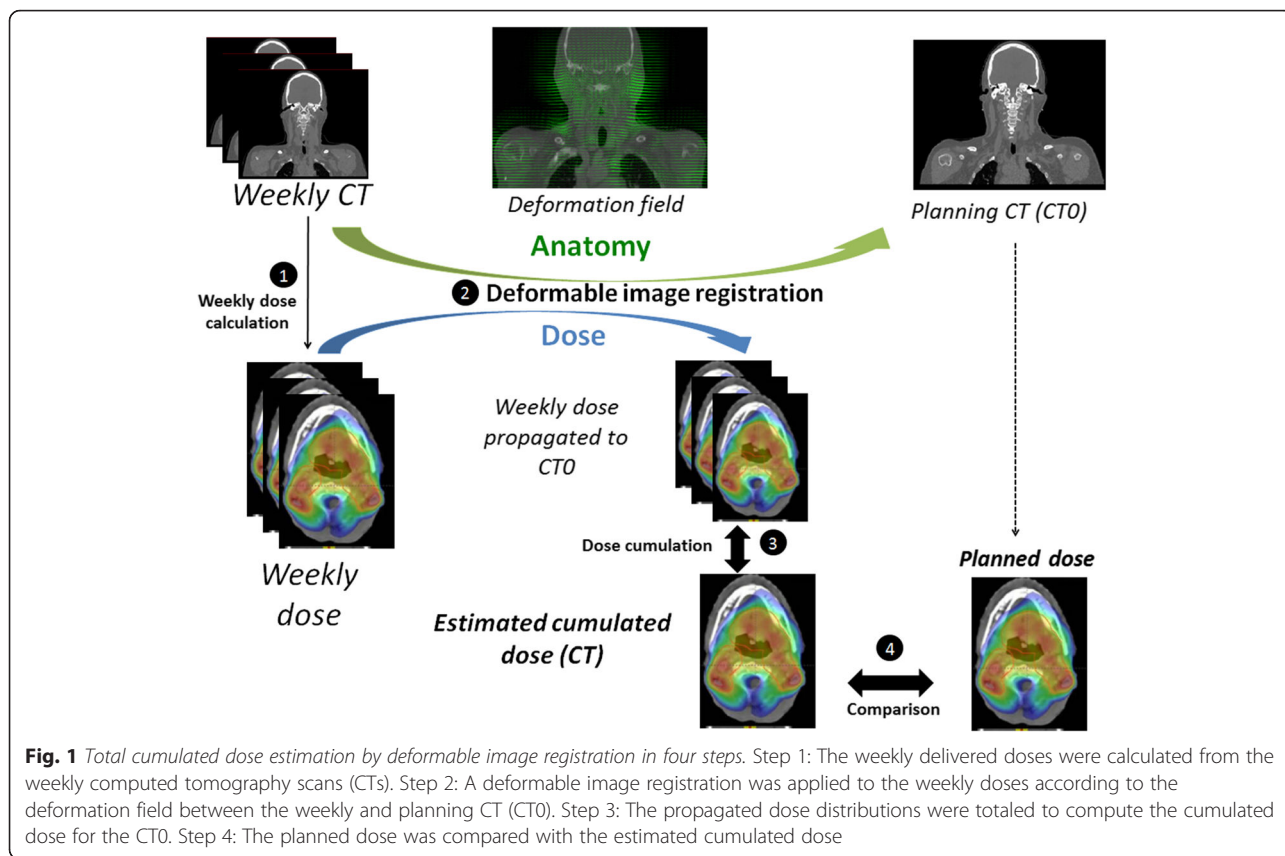 Weekly CT
Deformation field
Planning CT (CT0)
Anatomy
1
Weekly dose
calculation
2 Deformable image registration
Dose
Weekly dose
propagated to
CT0
Dose cumulation
3
Weekly
dose
Estimated cumulated
dose (CT)
Planned dose
4
Comparison
Fig. 1 Total cumulated dose estimation by deformable image registration in four steps. Step 1: The weekly delivered doses were calculated from the
weekly computed tomography scans (CTs). Step 2: A deformable image registration was applied to the weekly doses according to the
deformation field between the weekly and planning CT (CT0). Step 3: The propagated dose distributions were totaled to compute the cumulated
dose for the CT0. Step 4: The planned dose was compared with the estimated cumulated dose